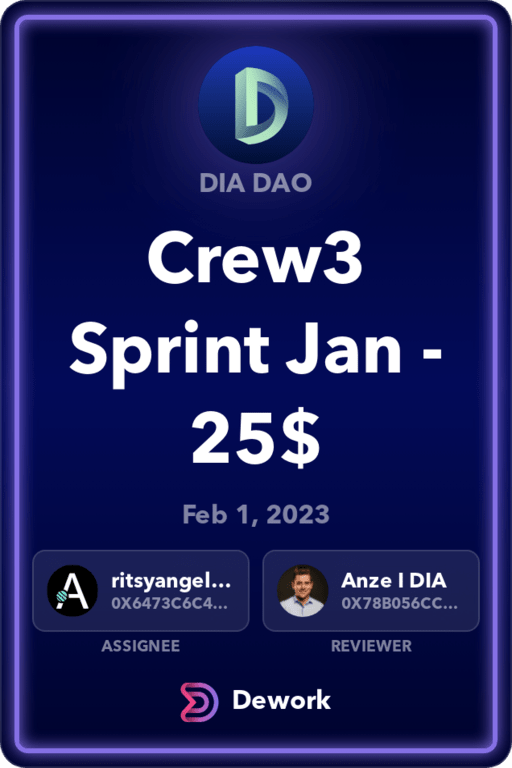 DIA DAO
Crew3
Sprint Jan -
25$
Feb 1, 2023
ritsyangel...
0X6473C6C4...
ASSIGNEE
Anze I DIA
0X78B056CC...
REVIEWER
Dework